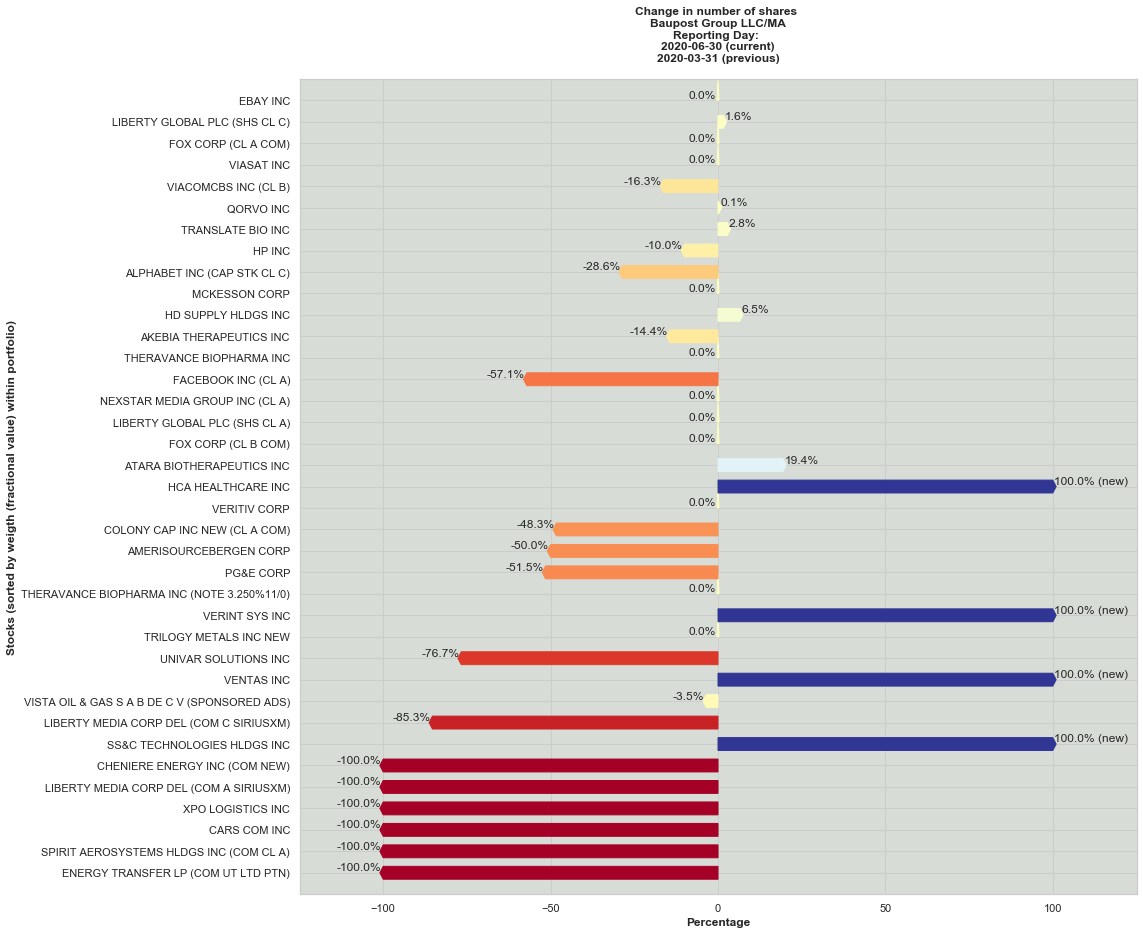 Change in number of shares
Baupost Group LLC/MA
Reporting Day:
2020-06-30 (current)
2020-03-31 (previous)
Stocks (sorted by weigth (fractional value) within portfolio)
EBAY INC 0.0%
LIBERTY GLOBAL PLC (SHS CL C) 1.6%
FOX CORP (CL A COM) 0.0%
VIASAT INC 0.0%
VIACOMCBS INC (CL B) -16.3%
QORVO INC 0.1%
TRANSLATE BIO INC 2.8%
HP INC -10.0%
ALPHABET INC (CAP STK CL C) -28.6%
MCKESSON CORP 0.0%
HD SUPPLY HLDGS INC 6.5%
AKEBIA THERAPEUTICS INC -14.4%
THERAVANCE BIOPHARMA INC 0.0%
FACEBOOK INC (CL A) -57.1%
NEXSTAR MEDIA GROUP INC (CL A) 0.0%
LIBERTY GLOBAL PLC (SHS CL A) 0.0%
FOX CORP (CL B COM) 0.0%
ATARA BIOTHERAPEUTICS INC 19.4%
HCA HEALTHCARE INC 100.0% (new)
VERITIV CORP 0.0%
COLONY CAP INC NEW (CL A COM) -48.3%
AMERISOURCEBERGEN CORP -50.0%
PG&E CORP -51.5%
THERAVANCE BIOPHARMA INC (NOTE 3.250%11/0) 0.0%
VERINT SYS INC 100.0% (new)
TRILOGY METALS INC NEW 0.0%
UNIVAR SOLUTIONS INC -76.7%
VENTAS INC 100.0% (new)
VISTA OIL & GAS S A B DE C V (SPONSORED ADS) -3.5%
LIBERTY MEDIA CORP DEL (COM C SIRIUSXM) -85.3%
SS&C TECHNOLOGIES HLDGS INC 100.0% (new)
CHENIERE ENERGY INC (COM NEW) -100.0%
LIBERTY MEDIA CORP DEL (COM A SIRIUSXM) -100.0%
XPO LOGISTICS INC -100.0%
CARS COM INC -100.0%
SPIRIT AEROSYSTEMS HLDGS INC (COM CL A) -100.0%
ENERGY TRANSFER LP (COM UT LTD PTN) -100.0%
−100 −50 0 50 100
Percentage